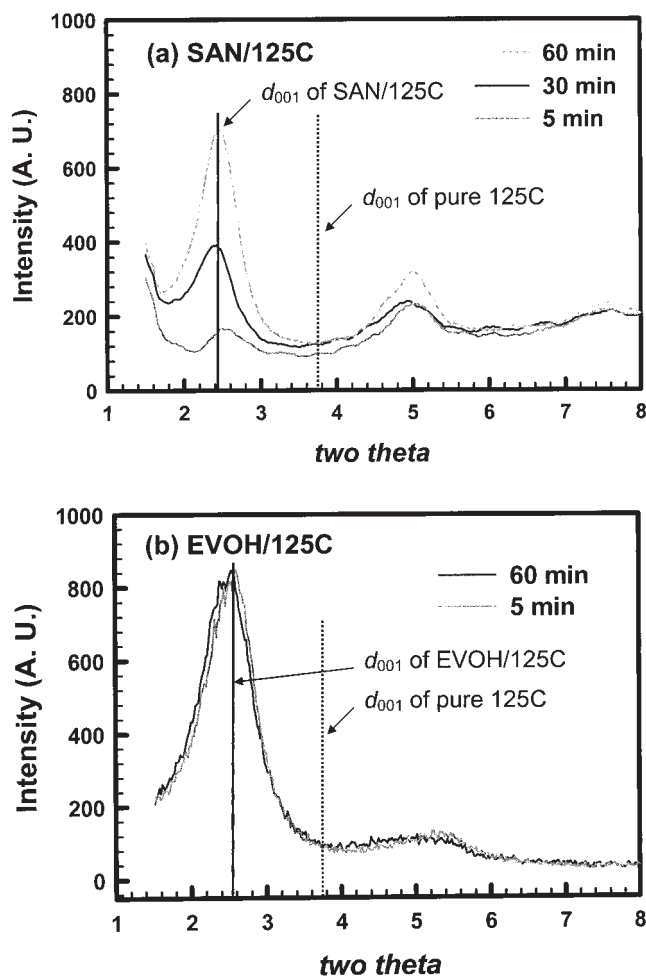 1000
(a) SAN/125C
60 min
800
30 min
d001 of SAN/125C
5 min
600
d001 of pure 125C
Intensity (A. U.)
400
200
0
1 2 3 4 5 6 7 8
two theta
1000
(b) EVOH/125C
60 min
800
5 min
600
d001 of EVOH/125C
d001 of pure 125C
Intensity (A. U.)
400
200
0
1 2 3 4 5 6 7 8
two theta